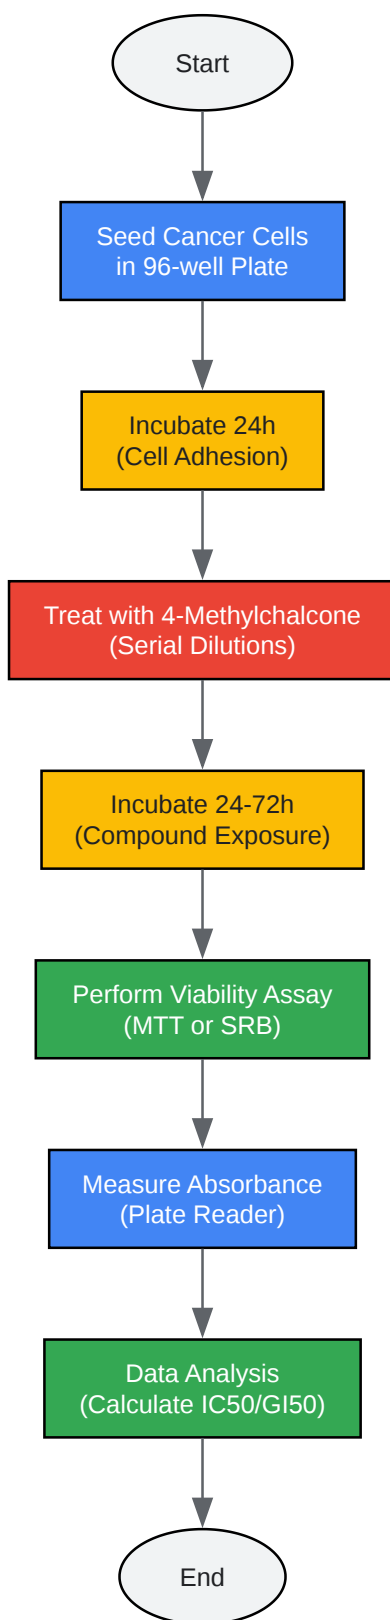 Start
Seed Cancer Cells
in 96-well Plate
Incubate 24h
(Cell Adhesion)
Treat with 4-Methylchalcone
(Serial Dilutions)
Incubate 24-72h
(Compound Exposure)
Perform Viability Assay
(MTT or SRB)
Measure Absorbance
(Plate Reader)
Data Analysis
(Calculate IC50/GI50)
End